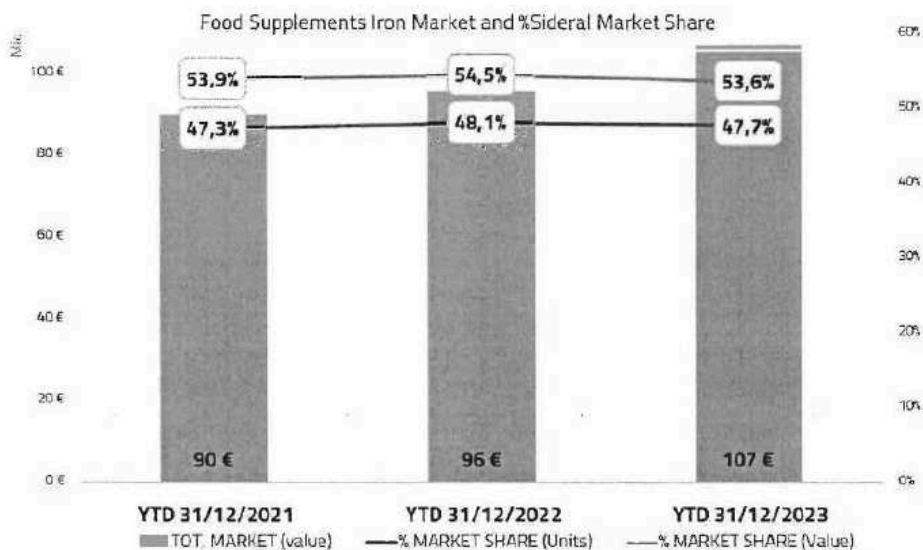 Food Supplements Iron Market and %Sideral Market Share
Mio
60%
100 €
53,9%
54,5%
53,6%
50%
47,3%
48,1%
47,7%
80 €
40%
60 €
30%
40 €
20%
20 €
10%
90 €
96 €
107 €
0 €
0%
YTD 31/12/2021
YTD 31/12/2022
YTD 31/12/2023
TOT. MARKET (value)
% MARKET SHARE (Units)
% MARKET SHARE (Value)